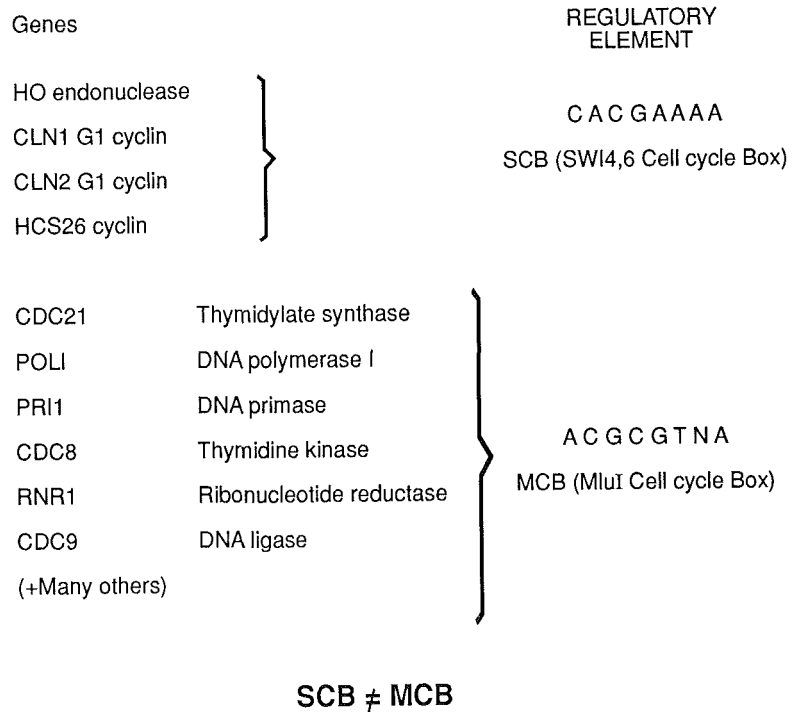 Genes
REGULATORY
ELEMENT
HO endonuclease
CLN1 G1 cyclin
CLN2 G1 cyclin
HCS26 cyclin
C A C G A A A A
SCB (SWI4,6 Cell cycle Box)
CDC21 Thymidylate synthase
POLI DNA polymerase I
PRI1 DNA primase
CDC8 Thymidine kinase
RNR1 Ribonucleotide reductase
CDC9 DNA ligase
(+Many others)
A C G C G T N A
MCB (MluI Cell cycle Box)
SCB ≠ MCB